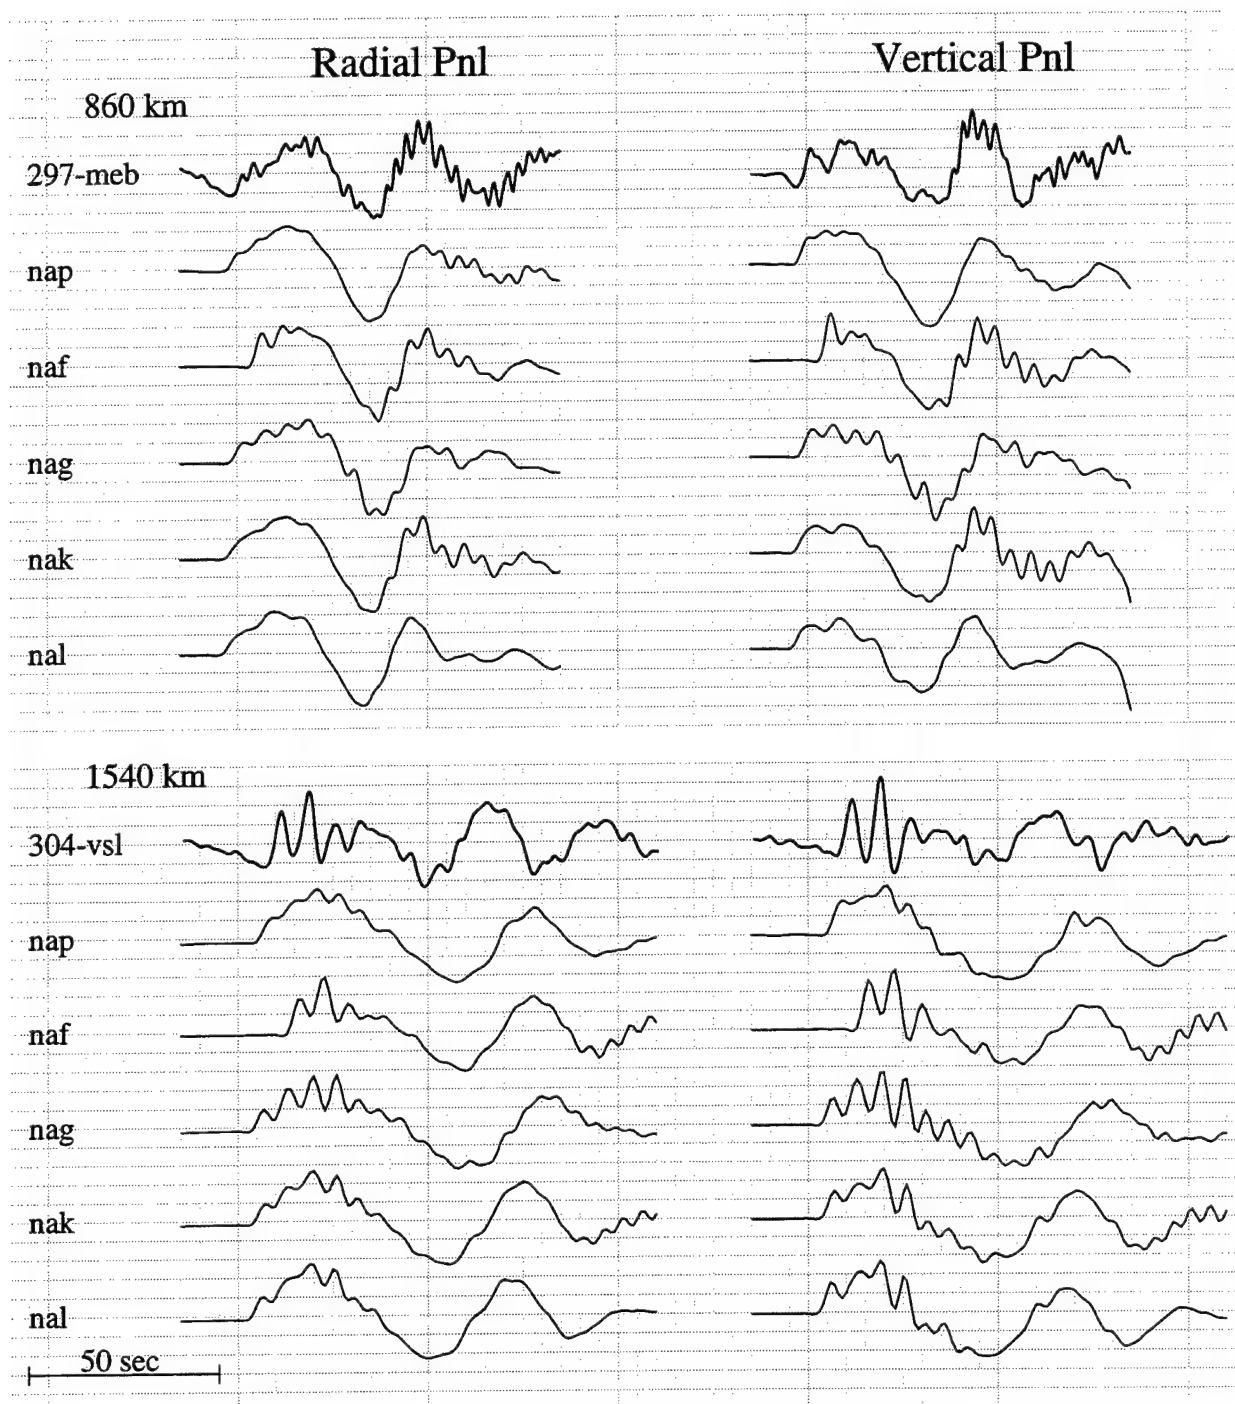 Radial Pnl Vertical Pnl
860 km
297-meb
nap
naf
nag
nak
nal
1540 km
304-vsl
nap
naf
nag
nak
nal
50 sec